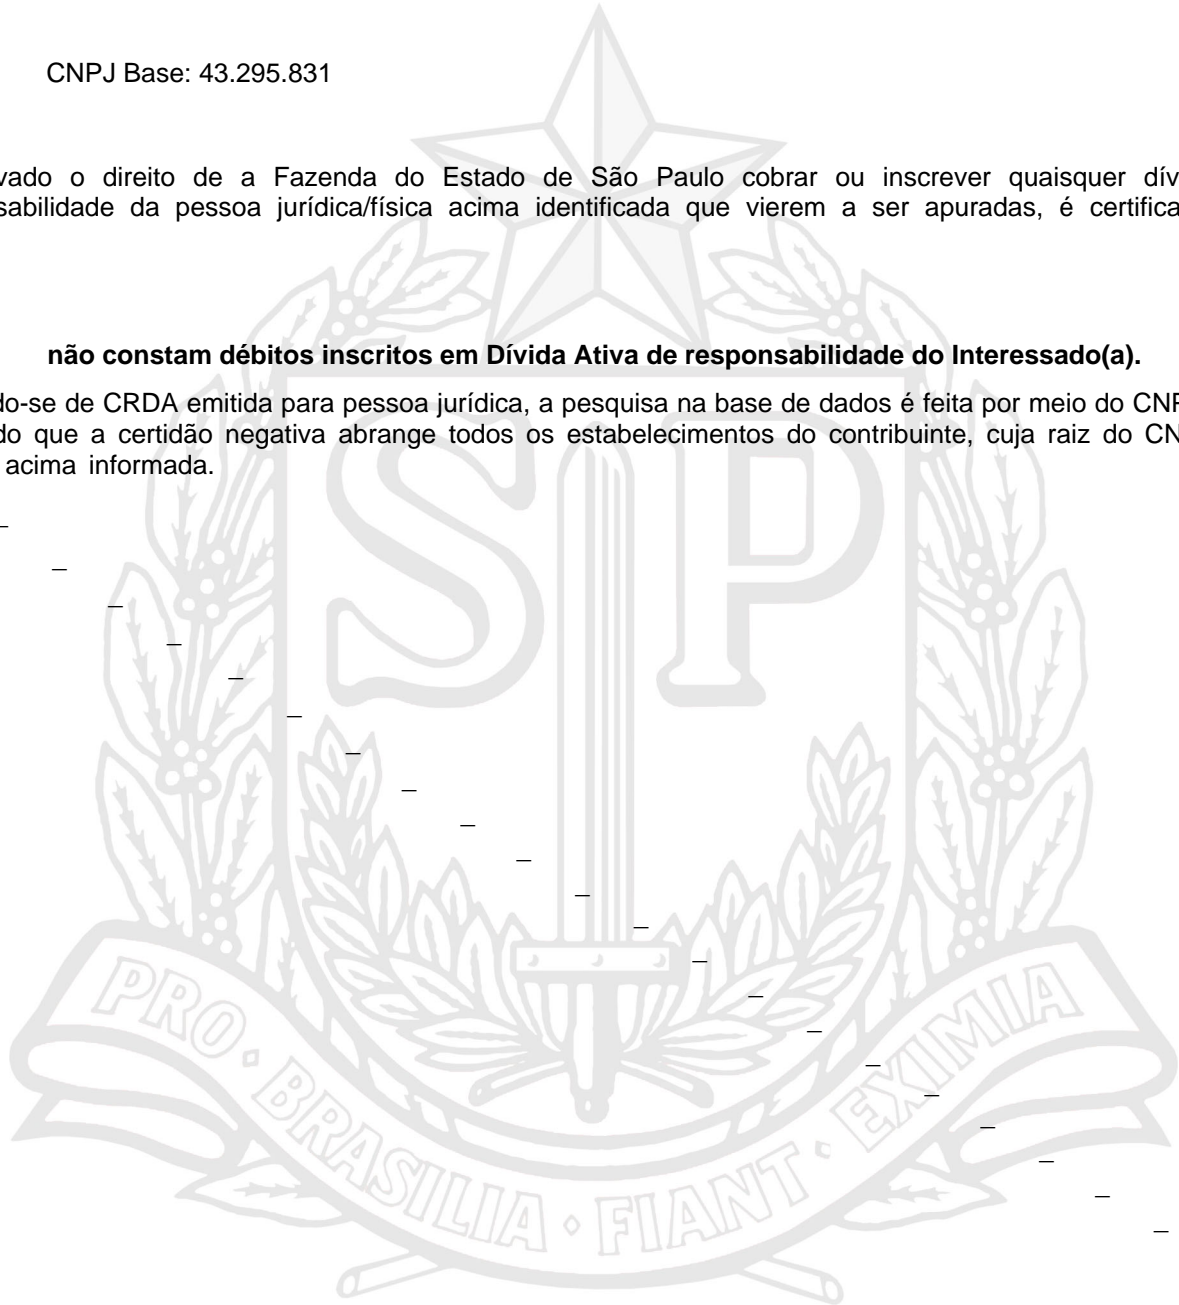 CNPJ Base: 43.295.831
vado o direito de a Fazenda do Estado de São Paulo cobrar ou inscrever quaisquer dív
sabilidade da pessoa jurídica/física acima identificada que vierem a ser apuradas, é certifica
não constam débitos inscritos em Dívida Ativa de responsabilidade do Interessado(a).
do-se de CRDA emitida para pessoa jurídica, a pesquisa na base de dados é feita por meio do CNP
do que a certidão negativa abrange todos os estabelecimentos do contribuinte, cuja raiz do CN
acima informada.
SP
PRO BRASILIA FIANT EXIMIA